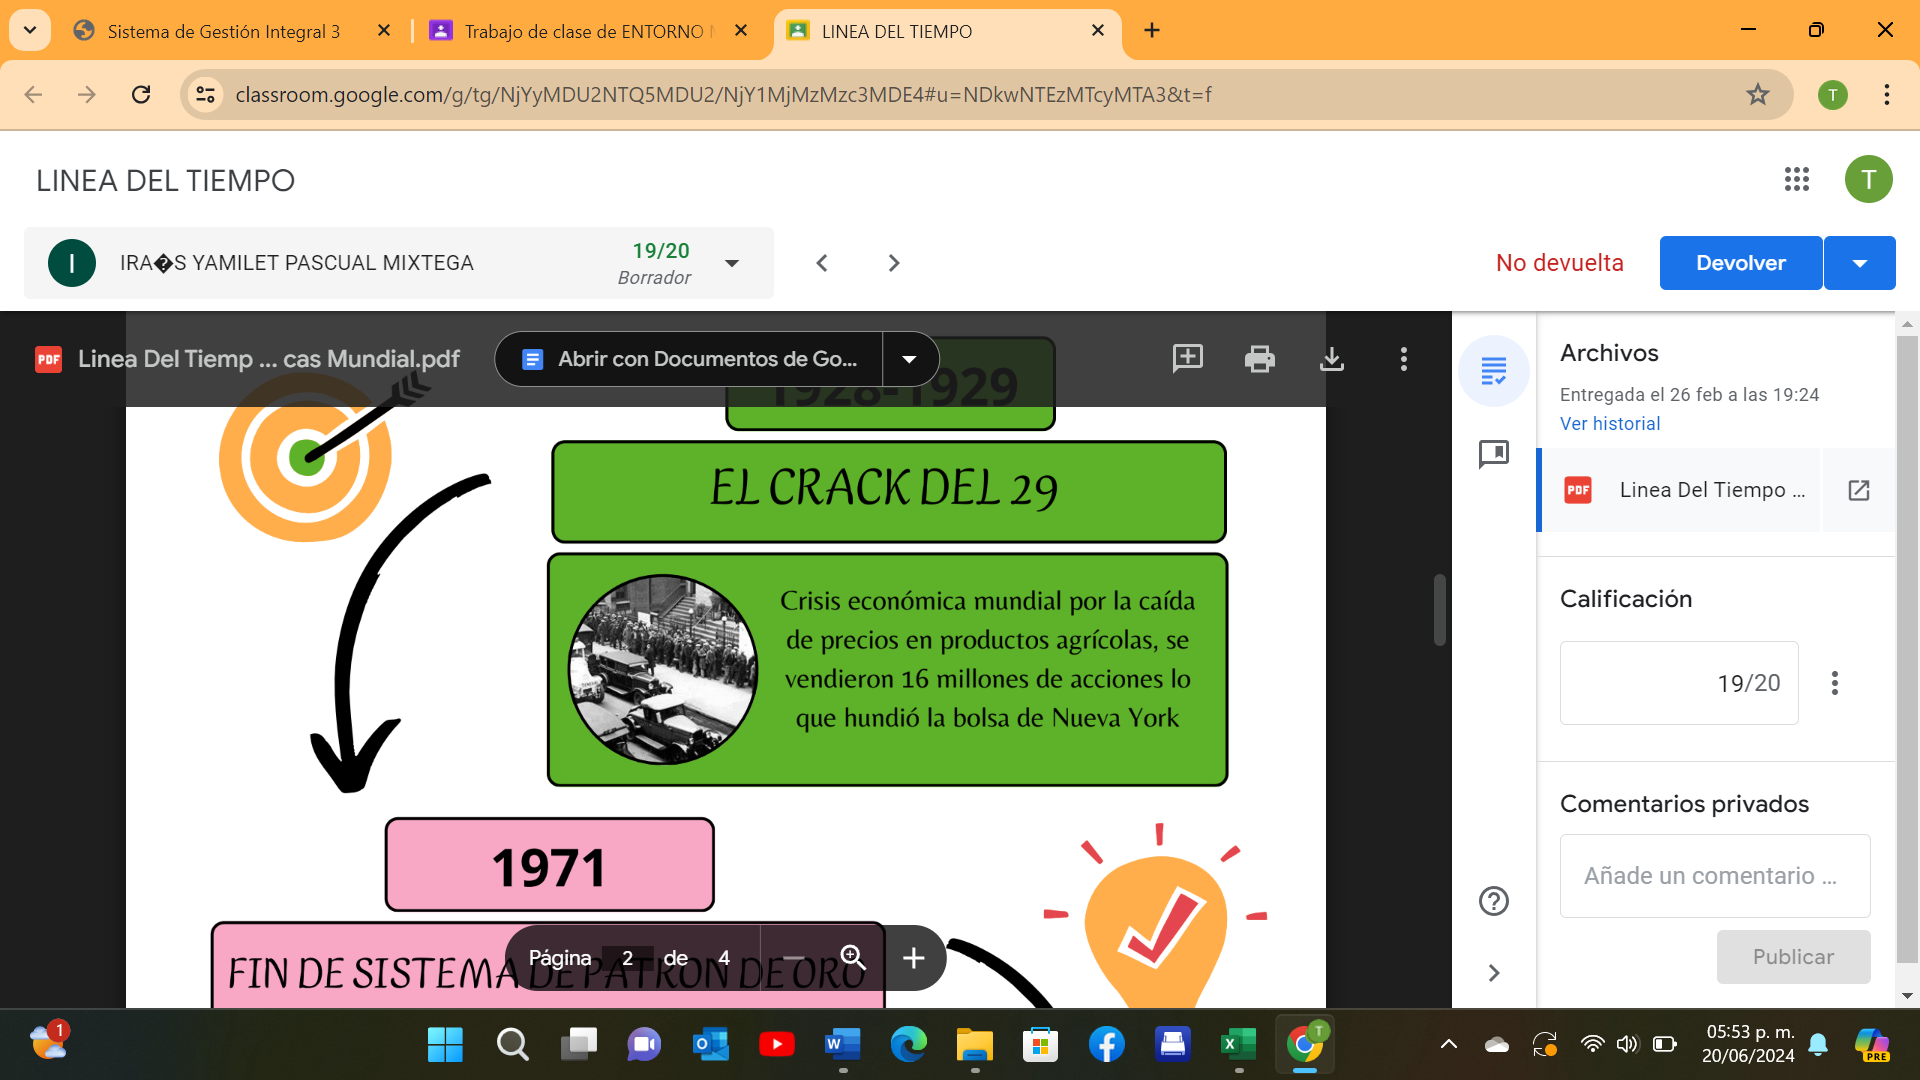 Sistema de Gestión Integral 3
Trabajo de clase de ENTORNO
LINEA DEL TIEMPO
classroom.google.com/g/tg/NjYyMDU2NTQ5MDU2/NjY1MjMzMzc3MDE4#u=NDkwNTEzMTcyMTA3&t=f
T
LINEA DEL TIEMPO
T
I
IRA�S YAMILET PASCUAL MIXTEGA
19/20
Borrador
No devuelta
Devolver
PDF
Linea Del Tiemp ... cas Mundial.pdf
Abrir con Documentos de Go...
1928-1929
EL CRACK DEL 29
Crisis económica mundial por la caída
de precios en productos agrícolas, se
vendieron 16 millones de acciones lo
que hundió la bolsa de Nueva York
1971
FIN DE SISTEMA DE PATRON DE ORO
Página 2 de 4
Archivos
Entregada el 26 feb a las 19:24
Ver historial
PDF
Linea Del Tiempo ...
Calificación
19/20
Comentarios privados
Añade un comentario ...
Publicar
1
T
05:53 p. m.
20/06/2024
PRE